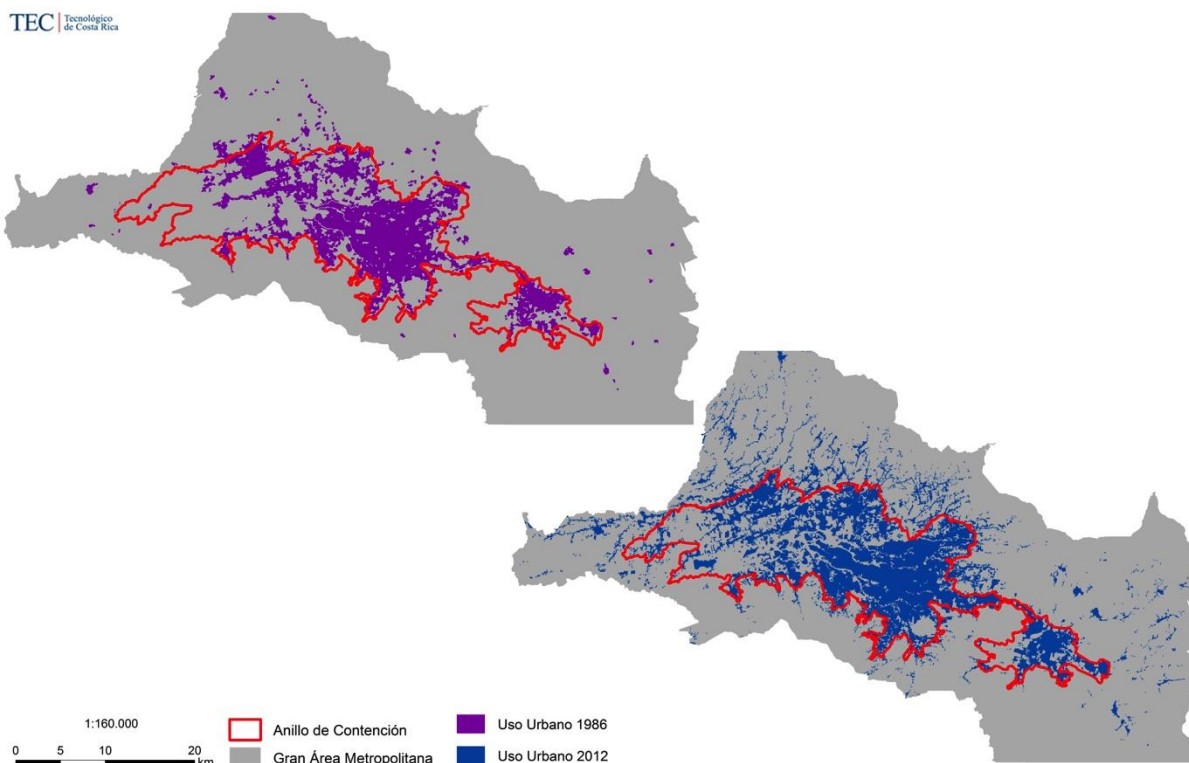 TEC | Tecnológico
de Costa Rica
1:160.000
0 5 10 20
km
Anillo de Contención
Gran Área Metropolitana
Uso Urbano 1986
Uso Urbano 2012